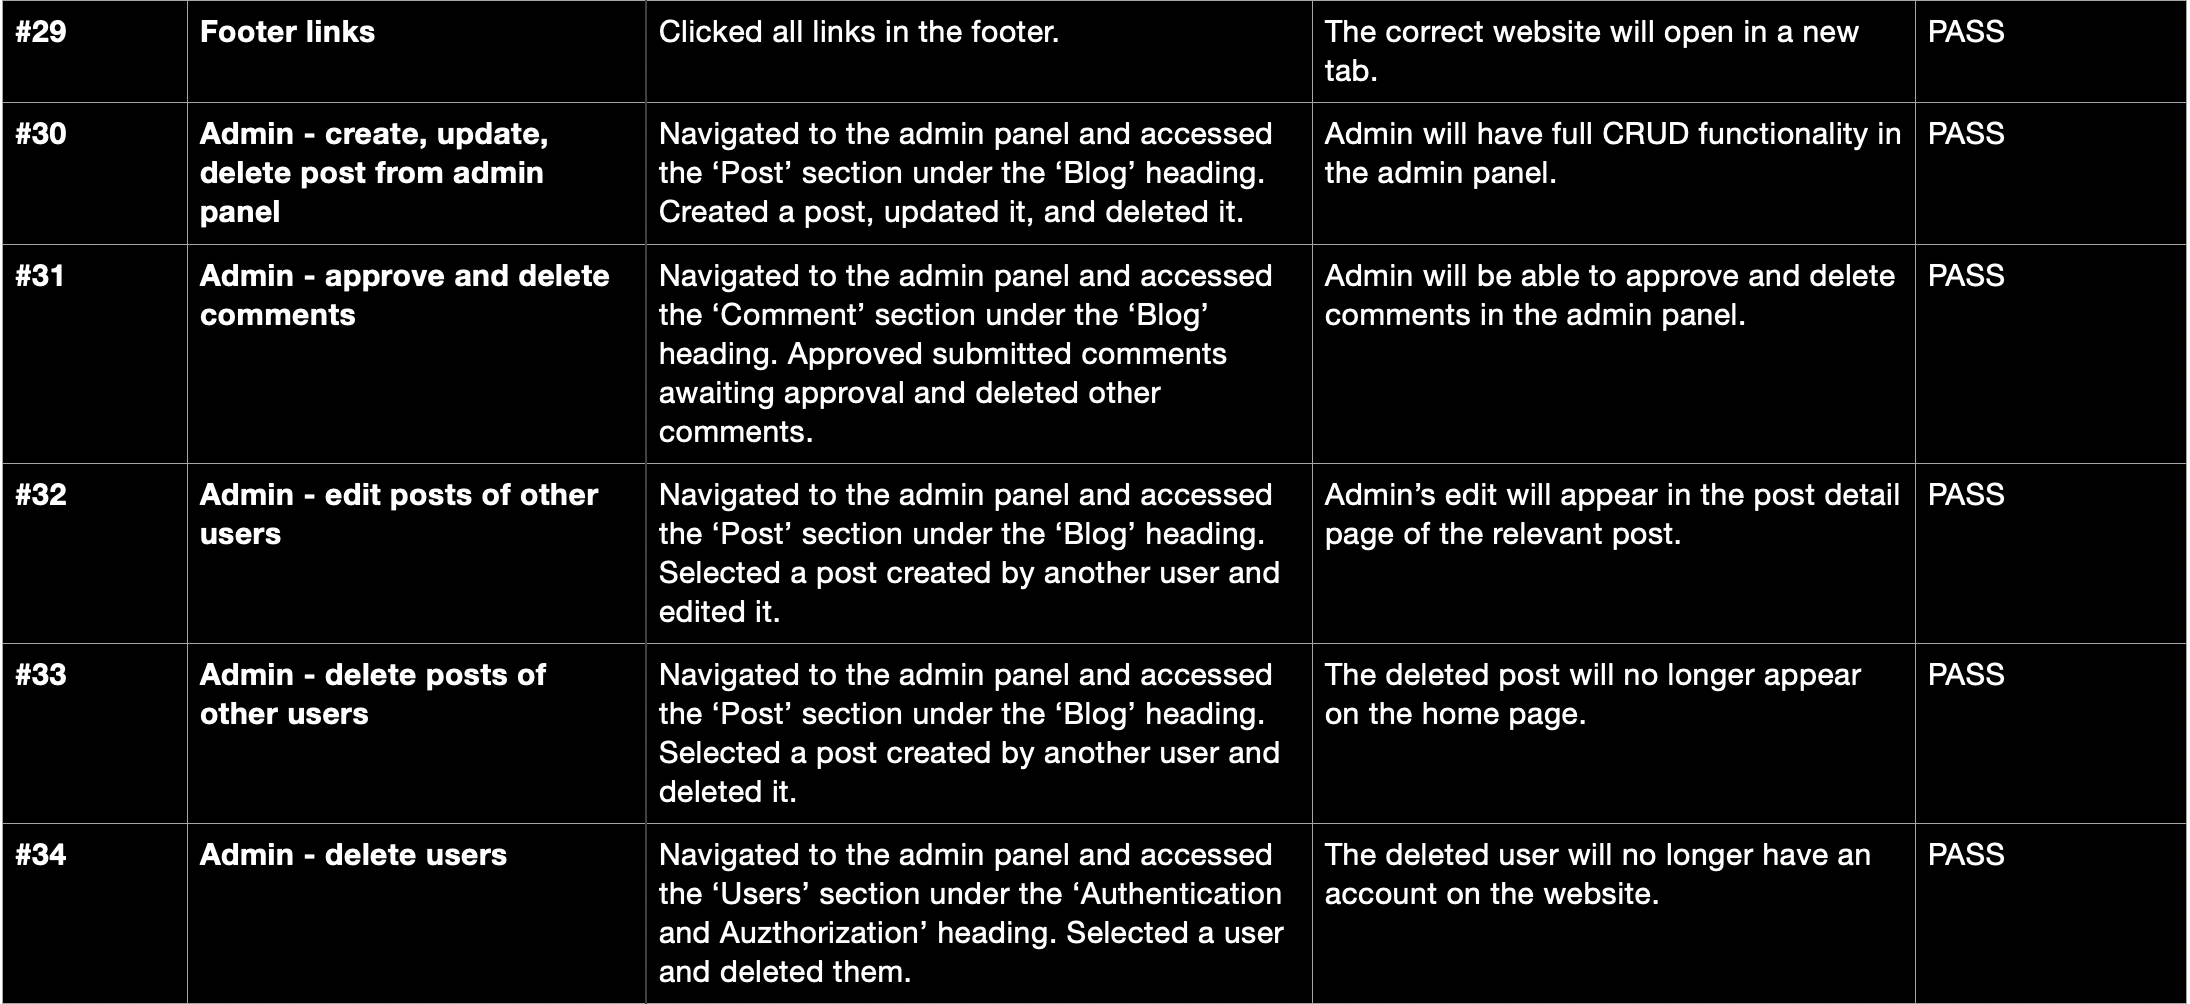 #29
Footer links
Clicked all links in the footer.
The correct website will open in a new
tab.
PASS
#30
Admin - create, update,
delete post from admin
panel
Navigated to the admin panel and accessed
the ‘Post’ section under the ‘Blog’ heading.
Created a post, updated it, and deleted it.
Admin will have full CRUD functionality in
the admin panel.
PASS
#31
Admin - approve and delete
comments
Navigated to the admin panel and accessed
the ‘Comment’ section under the ‘Blog’
heading. Approved submitted comments
awaiting approval and deleted other
comments.
Admin will be able to approve and delete
comments in the admin panel.
PASS
#32
Admin - edit posts of other
users
Navigated to the admin panel and accessed
the ‘Post’ section under the ‘Blog’ heading.
Selected a post created by another user and
edited it.
Admin’s edit will appear in the post detail
page of the relevant post.
PASS
#33
Admin - delete posts of
other users
Navigated to the admin panel and accessed
the ‘Post’ section under the ‘Blog’ heading.
Selected a post created by another user and
deleted it.
The deleted post will no longer appear
on the home page.
PASS
#34
Admin - delete users
Navigated to the admin panel and accessed
the ‘Users’ section under the ‘Authentication
and Auzthorization’ heading. Selected a user
and deleted them.
The deleted user will no longer have an
account on the website.
PASS